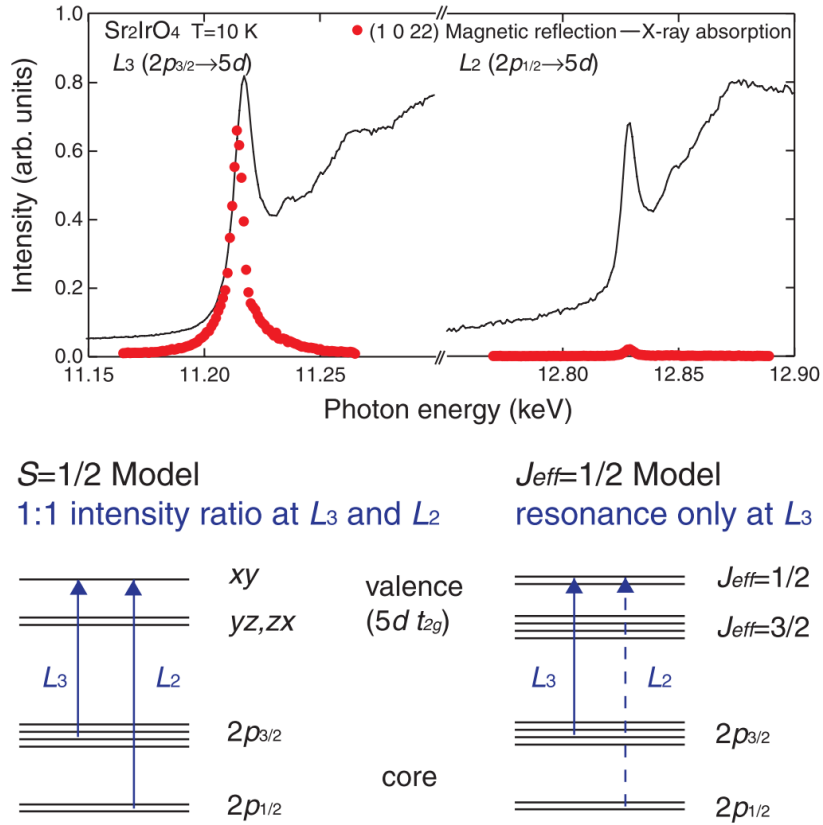 Sr₂IrO₄ T=10 K ● (1 0 22) Magnetic reflection — X-ray absorption
L₃ (2p₃/₂→5d) L₂ (2p₁/₂→5d)
Intensity (arb. units)
1.0
0.8
0.6
0.4
0.2
0.0
11.15 11.20 11.25 12.80 12.85 12.90
Photon energy (keV)
S=1/2 Model
1:1 intensity ratio at L₃ and L₂
xy
yz,zx
L₃ L₂
2p₃/₂
2p₁/₂
valence
(5d t₂g)
core
Jeff=1/2 Model
resonance only at L₃
Jeff=1/2
Jeff=3/2
L₃ L₂
2p₃/₂
2p₁/₂